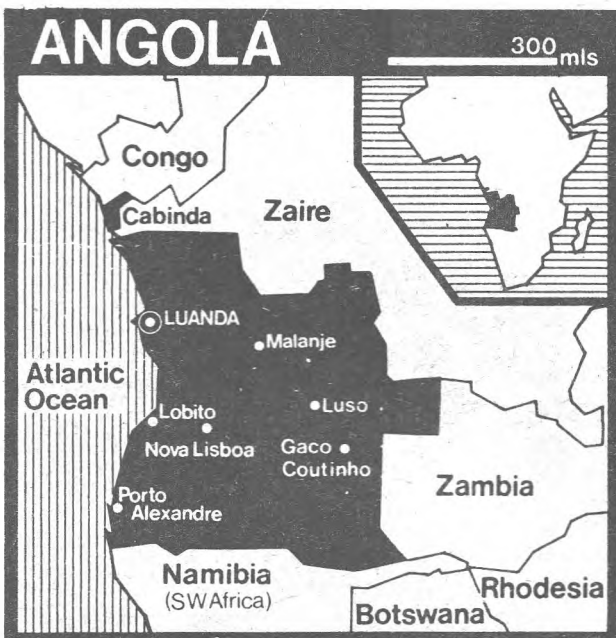 ANGOLA
300 mls
Congo
Cabinda
Zaire
LUANDA
Malanje
Atlantic
Ocean
Lobito
Luso
Nova Lisboa
Gaco
Coutinho
Porto
Alexandre
Zambia
Namibia
(SW Africa)
Rhodesia
Botswana